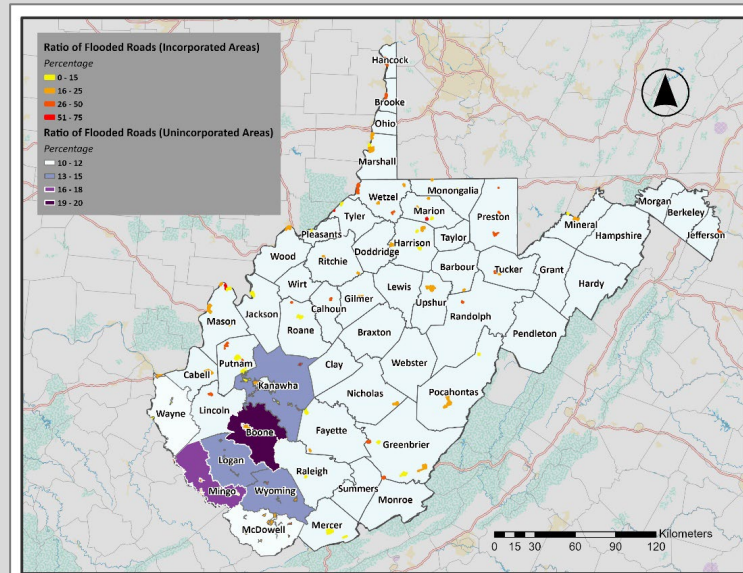 Ratio of Flooded Roads (Incorporated Areas)
Percentage
0 - 15
16 - 25
26 - 50
51 - 75
Ratio of Flooded Roads (Unincorporated Areas)
Percentage
10 - 12
13 - 15
16 - 18
19 - 20
Hancock
Brooke
Ohio
Marshall
Wetzel
Monongalia
Tyler
Marion
Preston
Morgan
Berkeley
Mineral
Jefferson
Pleasants
Harrison
Taylor
Hampshire
Wood
Ritchie
Doddridge
Barbour
Tucker
Grant
Hardy
Wirt
Lewis
Mason
Jackson
Calhoun
Gilmer
Upshur
Randolph
Roane
Braxton
Pendleton
Putnam
Clay
Webster
Cabell
Kanawha
Wayne
Lincoln
Nicholas
Pocahontas
Boone
Fayette
Greenbrier
Logan
Raleigh
Mingo
Wyoming
Summers
Monroe
McDowell
Mercer
Kilometers
0 15 30 60 90 120